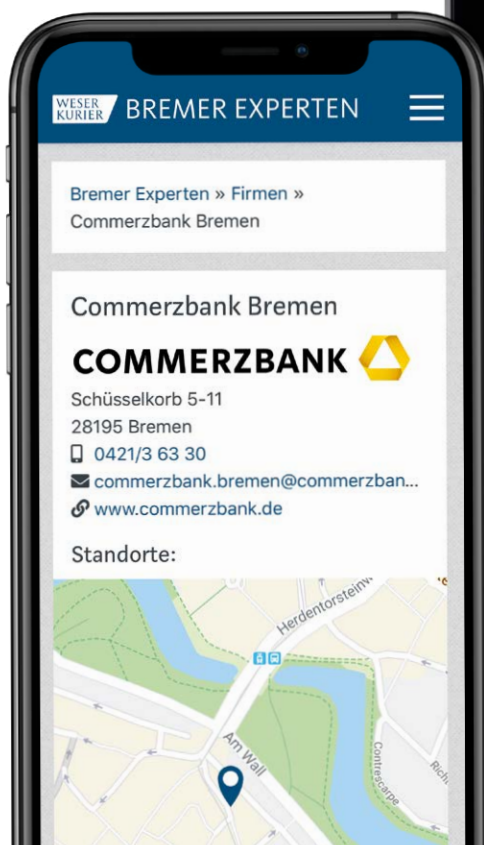 WESER
KURIER
BREMER EXPERTEN
Bremer Experten » Firmen »
Commerzbank Bremen
Commerzbank Bremen
COMMERZBANK
Schüsselkorb 5-11
28195 Bremen
0421/3 63 30
commerzbank.bremen@commerzban...
www.commerzbank.de
Standorte:
Herdentorsteinw
Am Wall
Contrescarpe
Rich